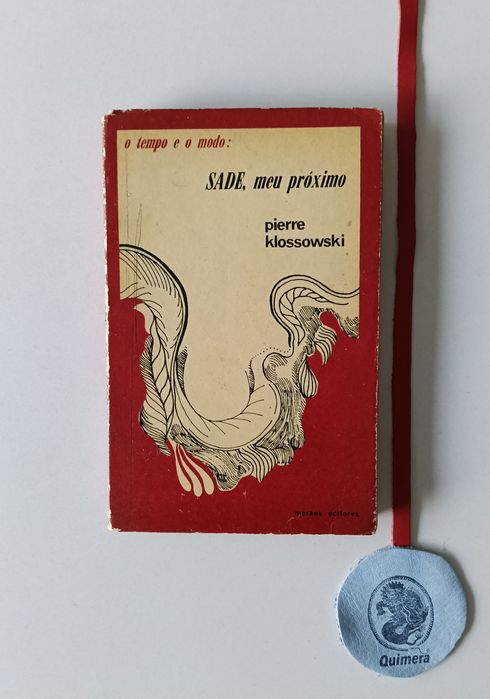 o tempo e o modo:
SADE, meu próximo
pierre
klossowski
moraes editores
Quimera